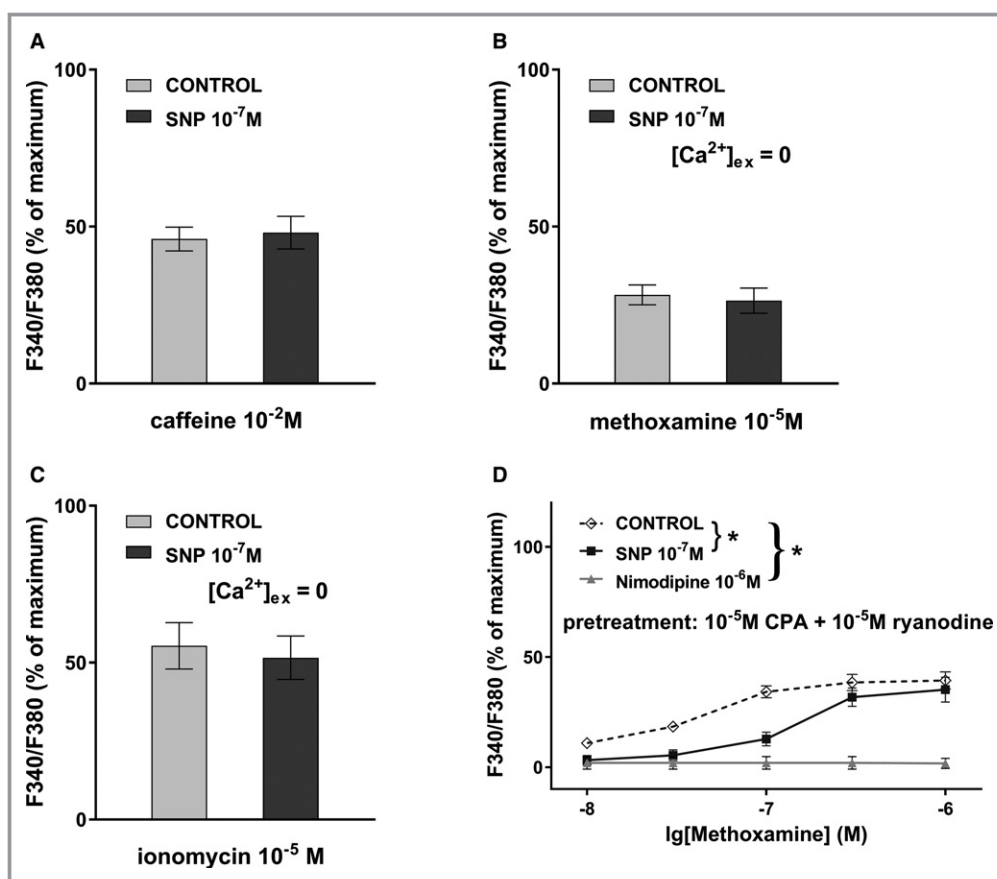 A
F340/F380 (% of maximum)
100
50
0
CONTROL
SNP 10⁻⁷M
caffeine 10⁻²M
B
F340/F380 (% of maximum)
100
50
0
CONTROL
SNP 10⁻⁷M
[Ca²⁺]ₑₓ = 0
methoxamine 10⁻⁵M
C
F340/F380 (% of maximum)
100
50
0
CONTROL
SNP 10⁻⁷M
[Ca²⁺]ₑₓ = 0
ionomycin 10⁻⁵ M
D
F340/F380 (% of maximum)
100
50
0
CONTROL
SNP 10⁻⁷M
Nimodipine 10⁻⁶M
} *
} *
pretreatment: 10⁻⁵M CPA + 10⁻⁵M ryanodine
-8 -7 -6
lg[Methoxamine] (M)